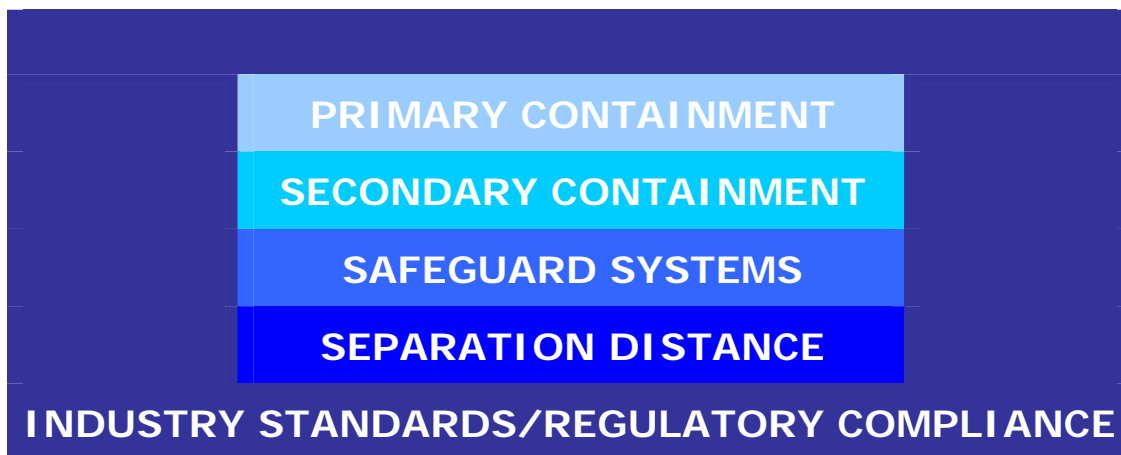 PRIMARY CONTAINMENT
SECONDARY CONTAINMENT
SAFEGUARD SYSTEMS
SEPARATION DISTANCE
INDUSTRY STANDARDS/REGULATORY COMPLIANCE